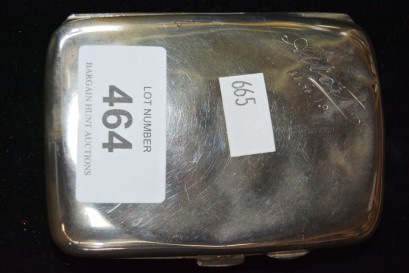 LOT NUMBER
464
BARGAIN HUNT AUCTIONS
665